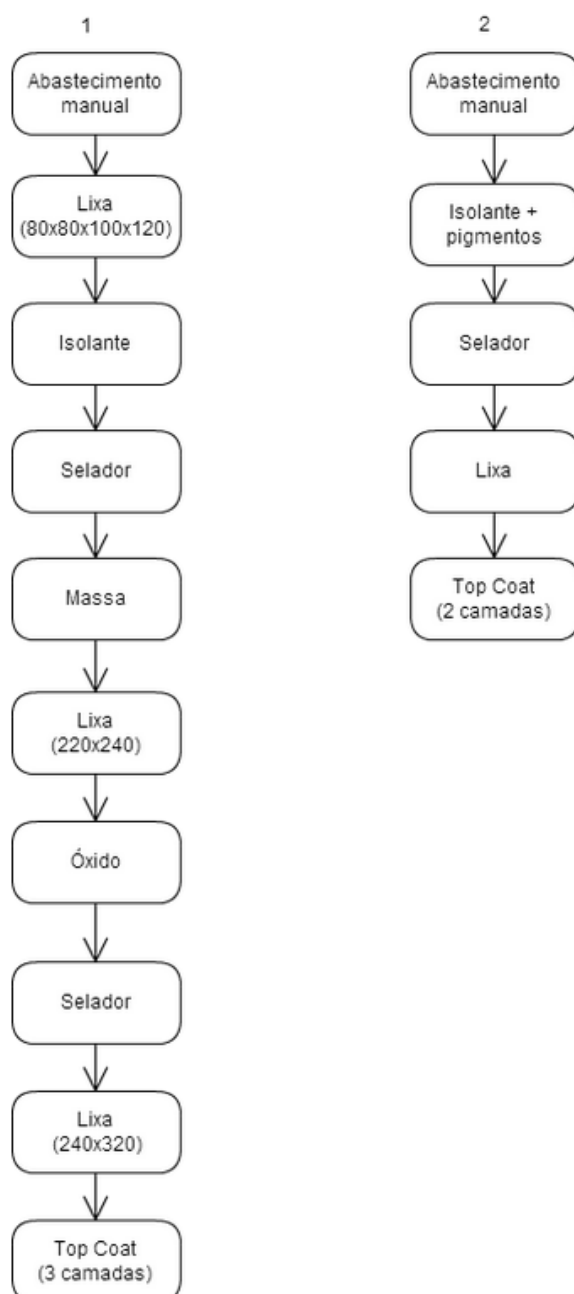 1
Abastecimento
manual
Lixa
(80x80x100x120)
Isolante
Selador
Massa
Lixa
(220x240)
Óxido
Selador
Lixa
(240x320)
Top Coat
(3 camadas)
2
Abastecimento
manual
Isolante +
pigmentos
Selador
Lixa
Top Coat
(2 camadas)